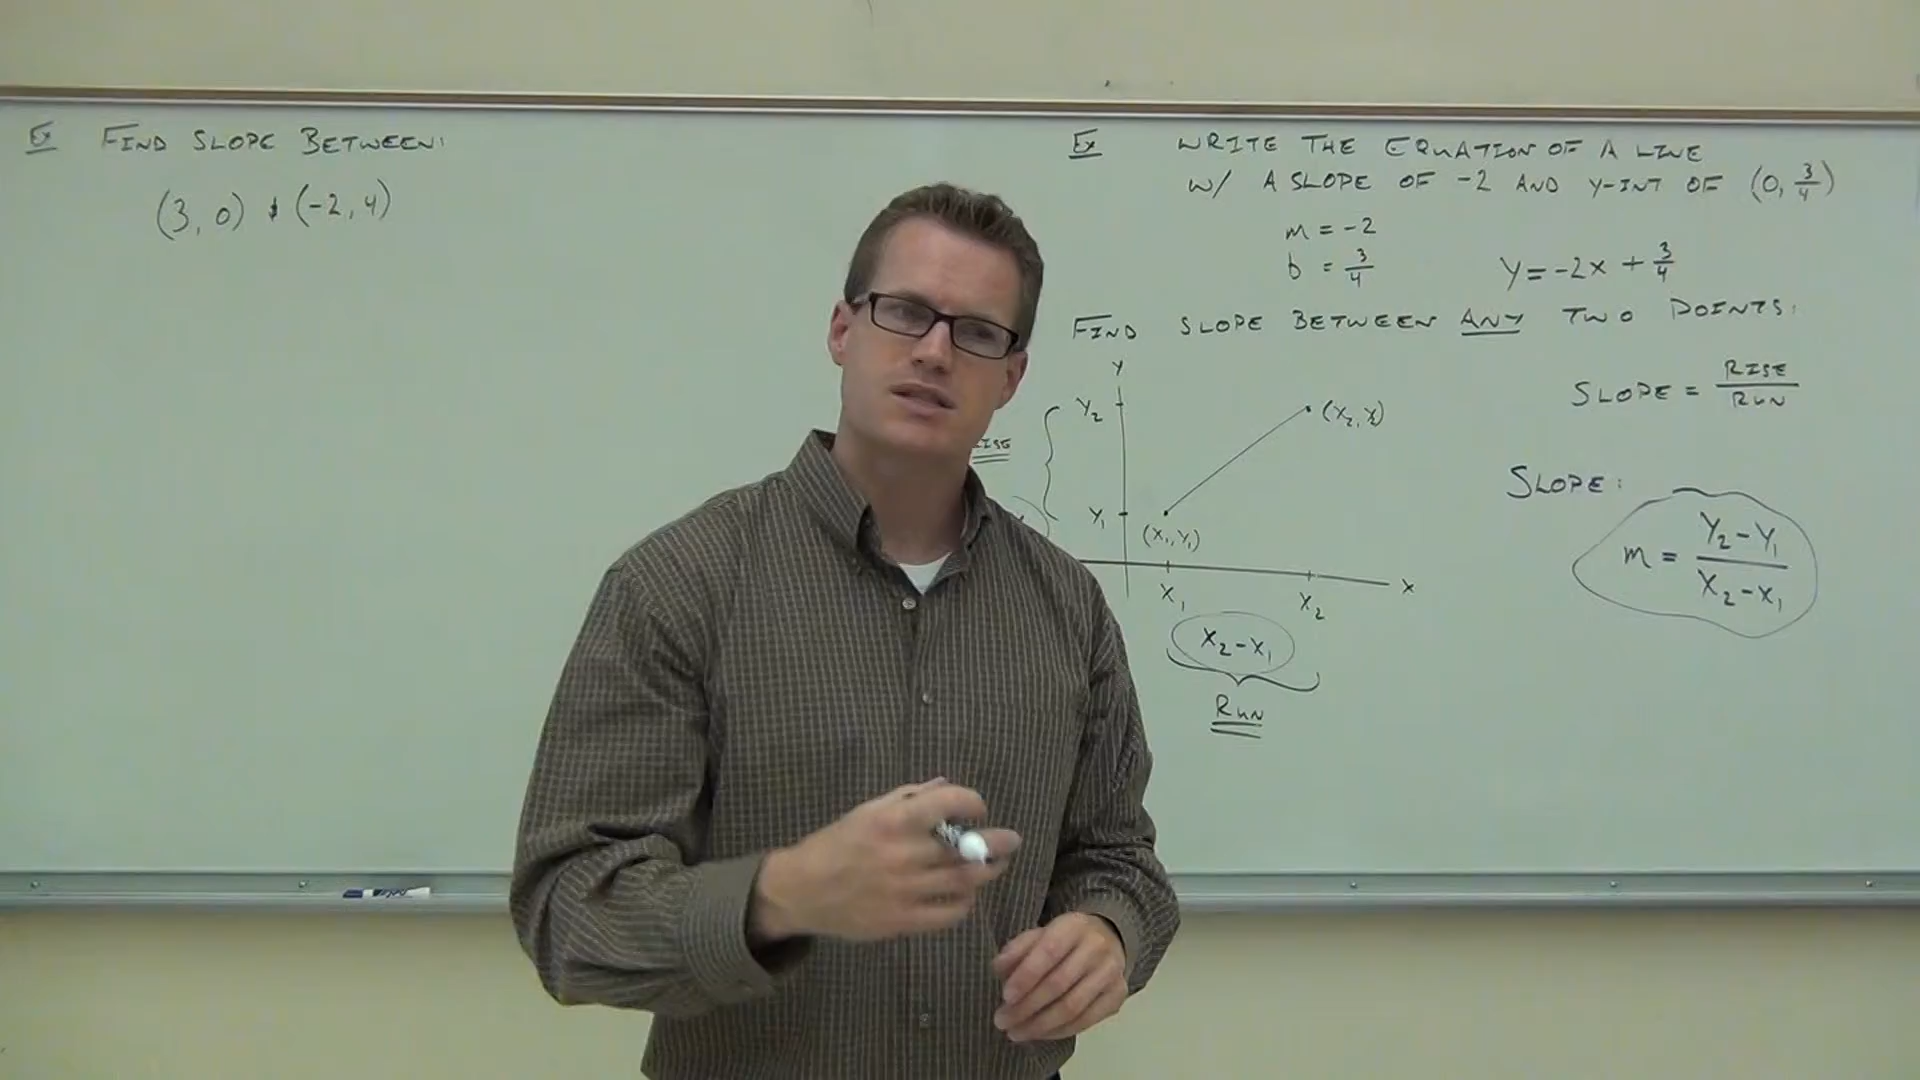 Ex FIND SLOPE BETWEEN:
(3, 0) & (-2, 4)
Ex WRITE THE EQUATION OF A LINE
W/ A SLOPE OF -2 AND Y-INT OF (0, 3/4)
m = -2
b = 3/4
Y = -2x + 3/4
FIND SLOPE BETWEEN ANY TWO POINTS:
SLOPE = RISE/RUN
Y
Y₂
(X₂, Y₂)
Y₁
(X₁, Y₁)
X₁
X₂
X
X₂ - X₁
RUN
SLOPE:
m = Y₂ - Y₁ / X₂ - X₁